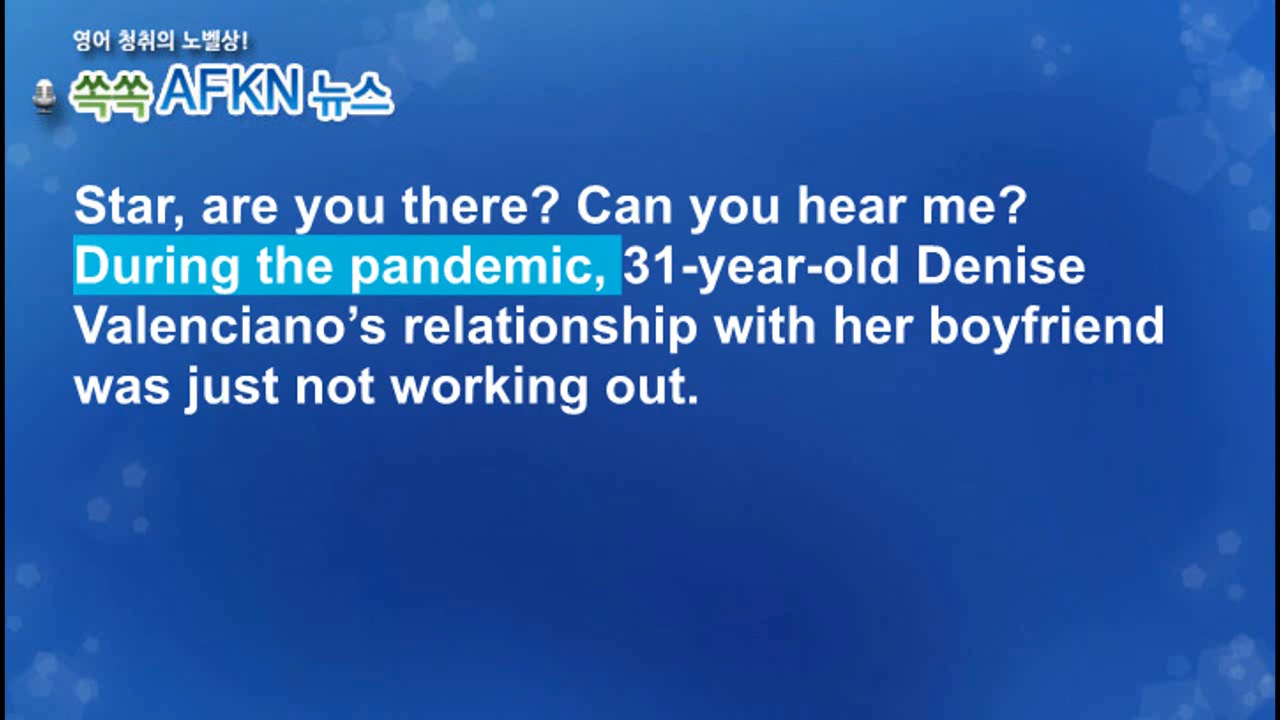 영어 청취의 노벨상!
쏙쏙 AFKN 뉴스
Star, are you there? Can you hear me?
During the pandemic, 31-year-old Denise
Valenciano’s relationship with her boyfriend
was just not working out.